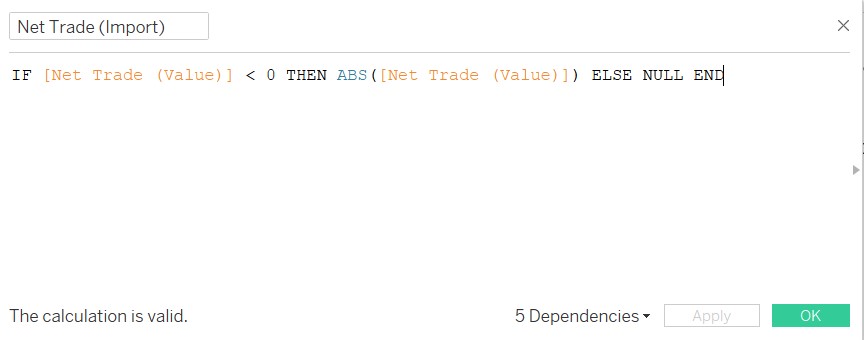 Net Trade (Import)
IF [Net Trade (Value)] < 0 THEN ABS([Net Trade (Value)]) ELSE NULL END
The calculation is valid.
5 Dependencies
Apply
OK